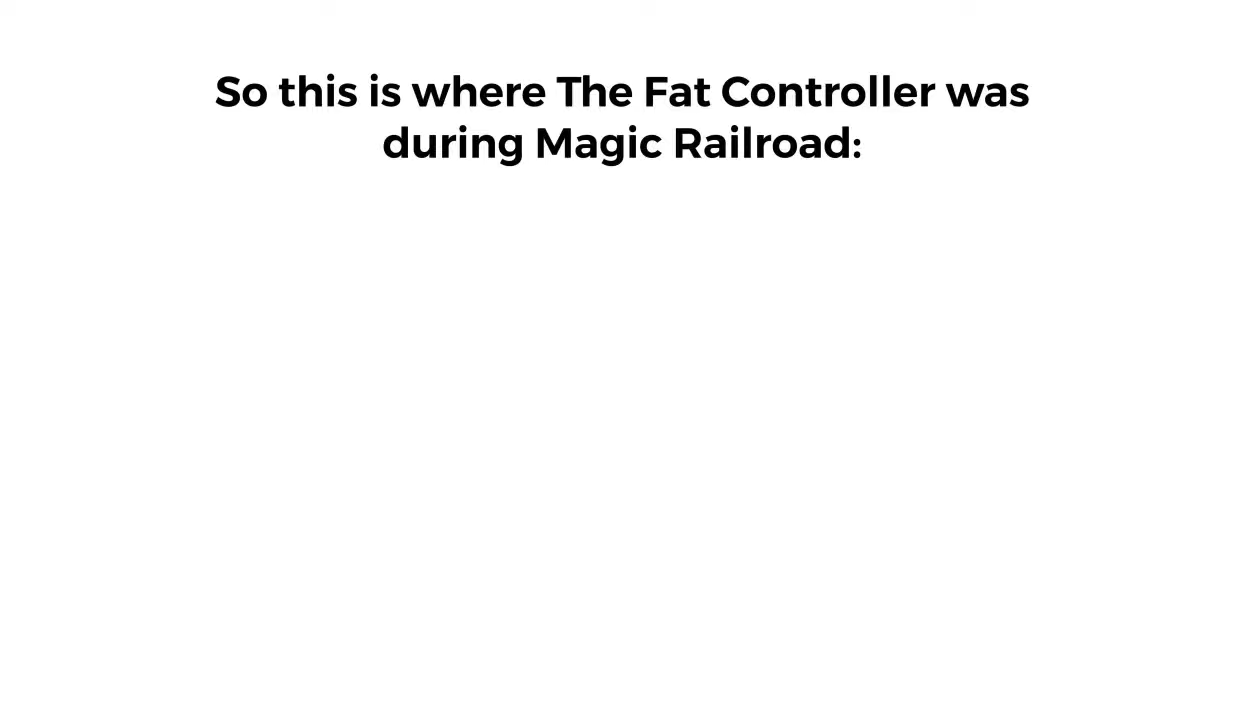 So this is where The Fat Controller was
during Magic Railroad: